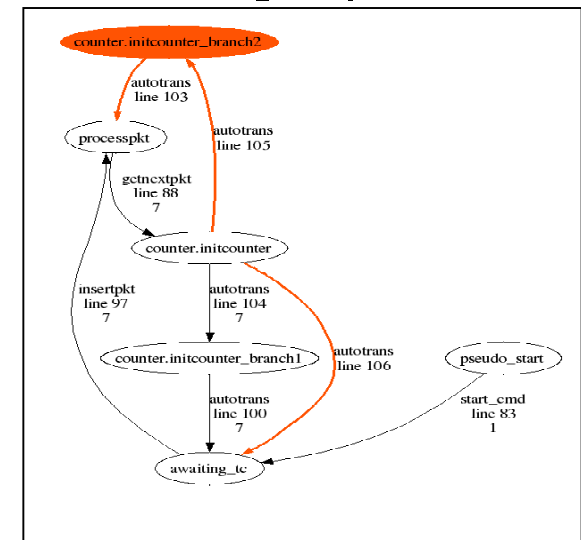 counter.initcounter_branch2
autotrans
line 103
autotrans
line 105
processpkt
getnextpkt
line 88
7
counter.initcounter
insertpkt
line 97
7
autotrans
line 104
7
autotrans
line 106
counter.initcounter_branch1
pseudo_start
autotrans
line 100
7
start_cmd
line 83
1
awaiting_tc